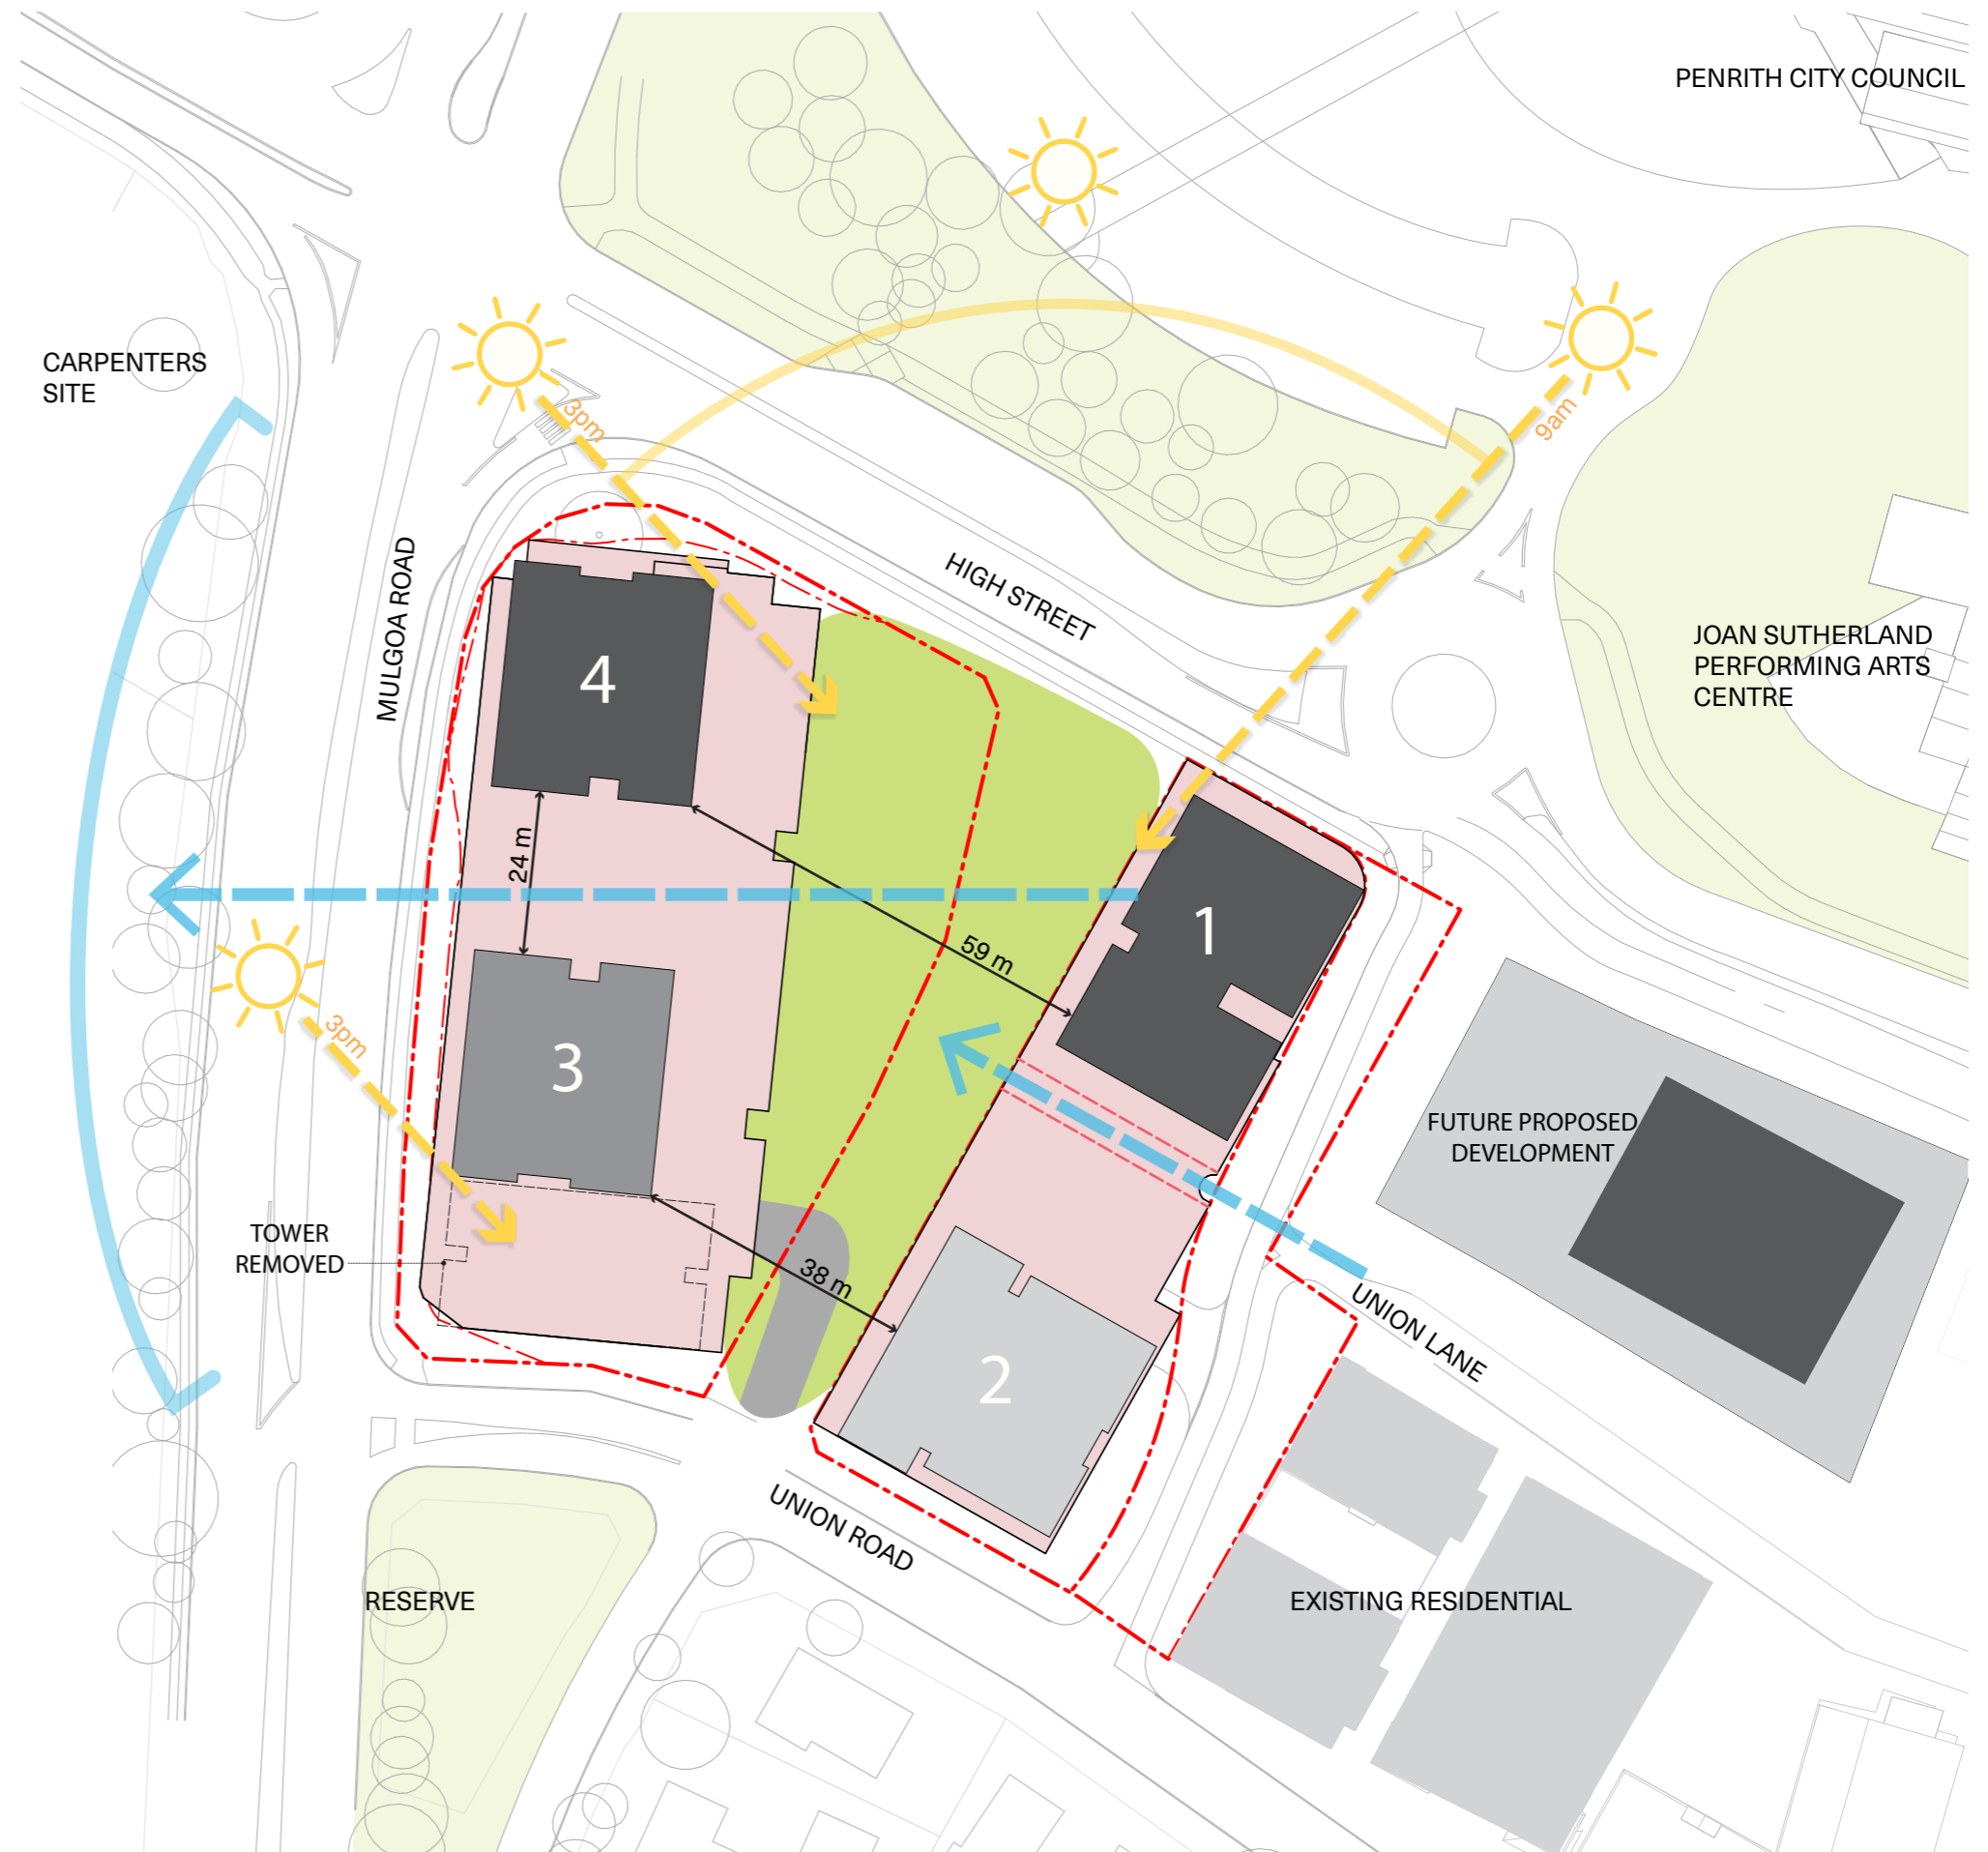 PENRITH CITY COUNCIL
CARPENTERS
SITE
3pm
9am
MULGOA ROAD
HIGH STREET
JOAN SUTHERLAND
PERFORMING ARTS
CENTRE
4
24 m
59 m
1
3pm
3
FUTURE PROPOSED
DEVELOPMENT
TOWER
REMOVED
38 m
UNION LANE
2
UNION ROAD
RESERVE
EXISTING RESIDENTIAL